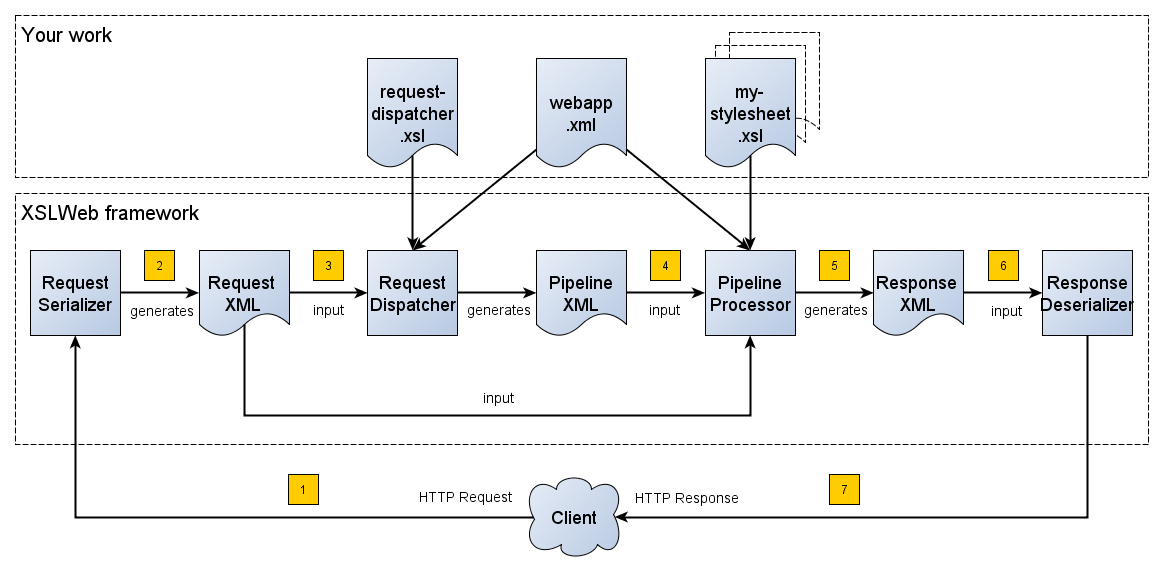 Your work
request-
dispatcher
.xsl
webapp
.xml
my-
stylesheet
.xsl
XSLWeb framework
Request
Serializer
2
generates
Request
XML
3
input
Request
Dispatcher
generates
Pipeline
XML
4
input
Pipeline
Processor
5
generates
Response
XML
6
input
Response
Deserializer
input
1
HTTP Request
Client
HTTP Response
7